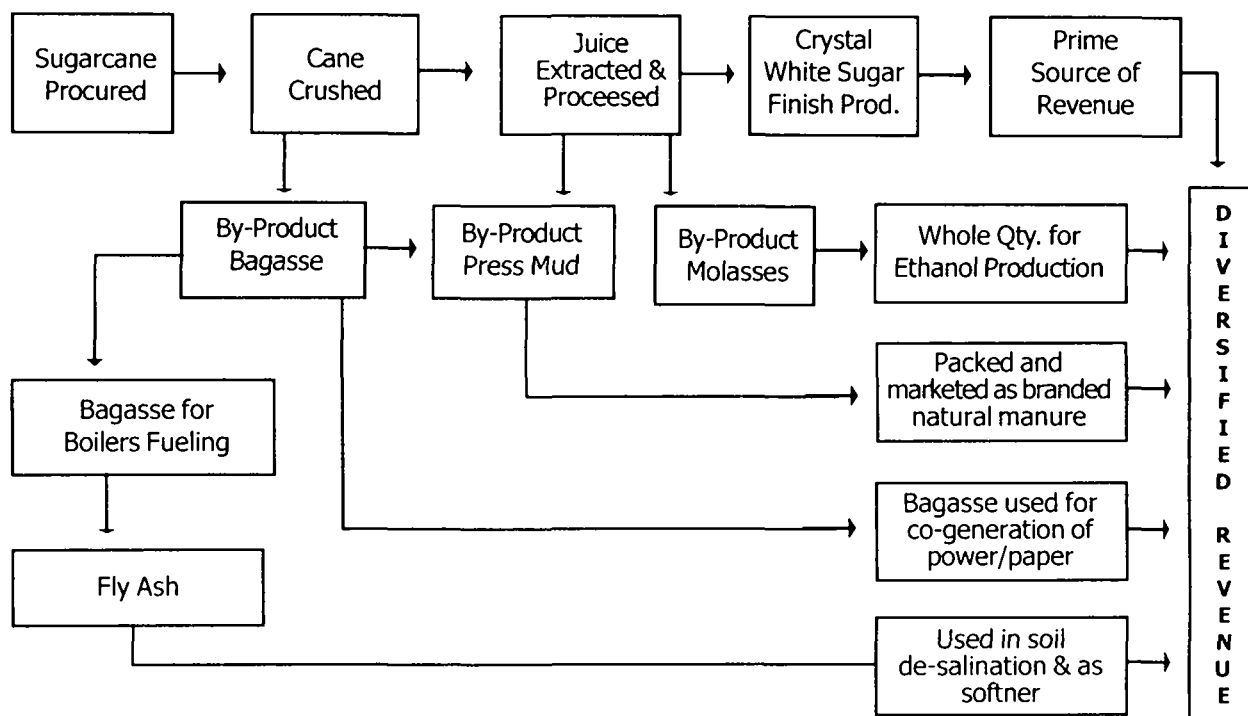 Sugarcane
Procured
Cane
Crushed
Juice
Extracted &
Proceesed
Crystal
White Sugar
Finish Prod.
Prime
Source of
Revenue
By-Product
Bagasse
By-Product
Press Mud
By-Product
Molasses
Whole Qty. for
Ethanol Production
Bagasse for
Boilers Fueling
Packed and
marketed as branded
natural manure
Bagasse used for
co-generation of
power/paper
Fly Ash
Used in soil
de-salination & as
softner
DIVERSIFIED REVENUE